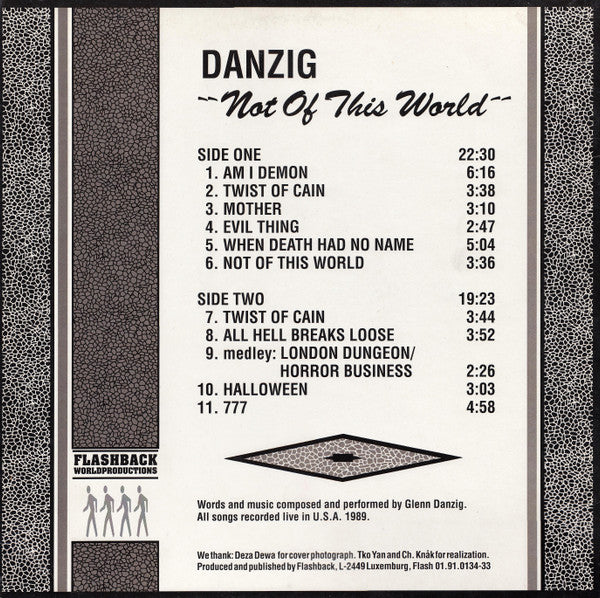 DANZIG
~~Not Of This World~~
SIDE ONE 22:30
1. AM I DEMON 6:16
2. TWIST OF CAIN 3:38
3. MOTHER 3:10
4. EVIL THING 2:47
5. WHEN DEATH HAD NO NAME 5:04
6. NOT OF THIS WORLD 3:36
SIDE TWO 19:23
7. TWIST OF CAIN 3:44
8. ALL HELL BREAKS LOOSE 3:52
9. medley: LONDON DUNGEON/
HORROR BUSINESS 2:26
10. HALLOWEEN 3:03
11. 777 4:58
FLASHBACK
WORLDPRODUCTIONS
Words and music composed and performed by Glenn Danzig.
All songs recorded live in U.S.A. 1989.
We thank: Deza Dewa for cover photograph. Tko Yan and Ch. Knåk for realization.
Produced and published by Flashback, L-2449 Luxemburg, Flash 01.91.0134-33